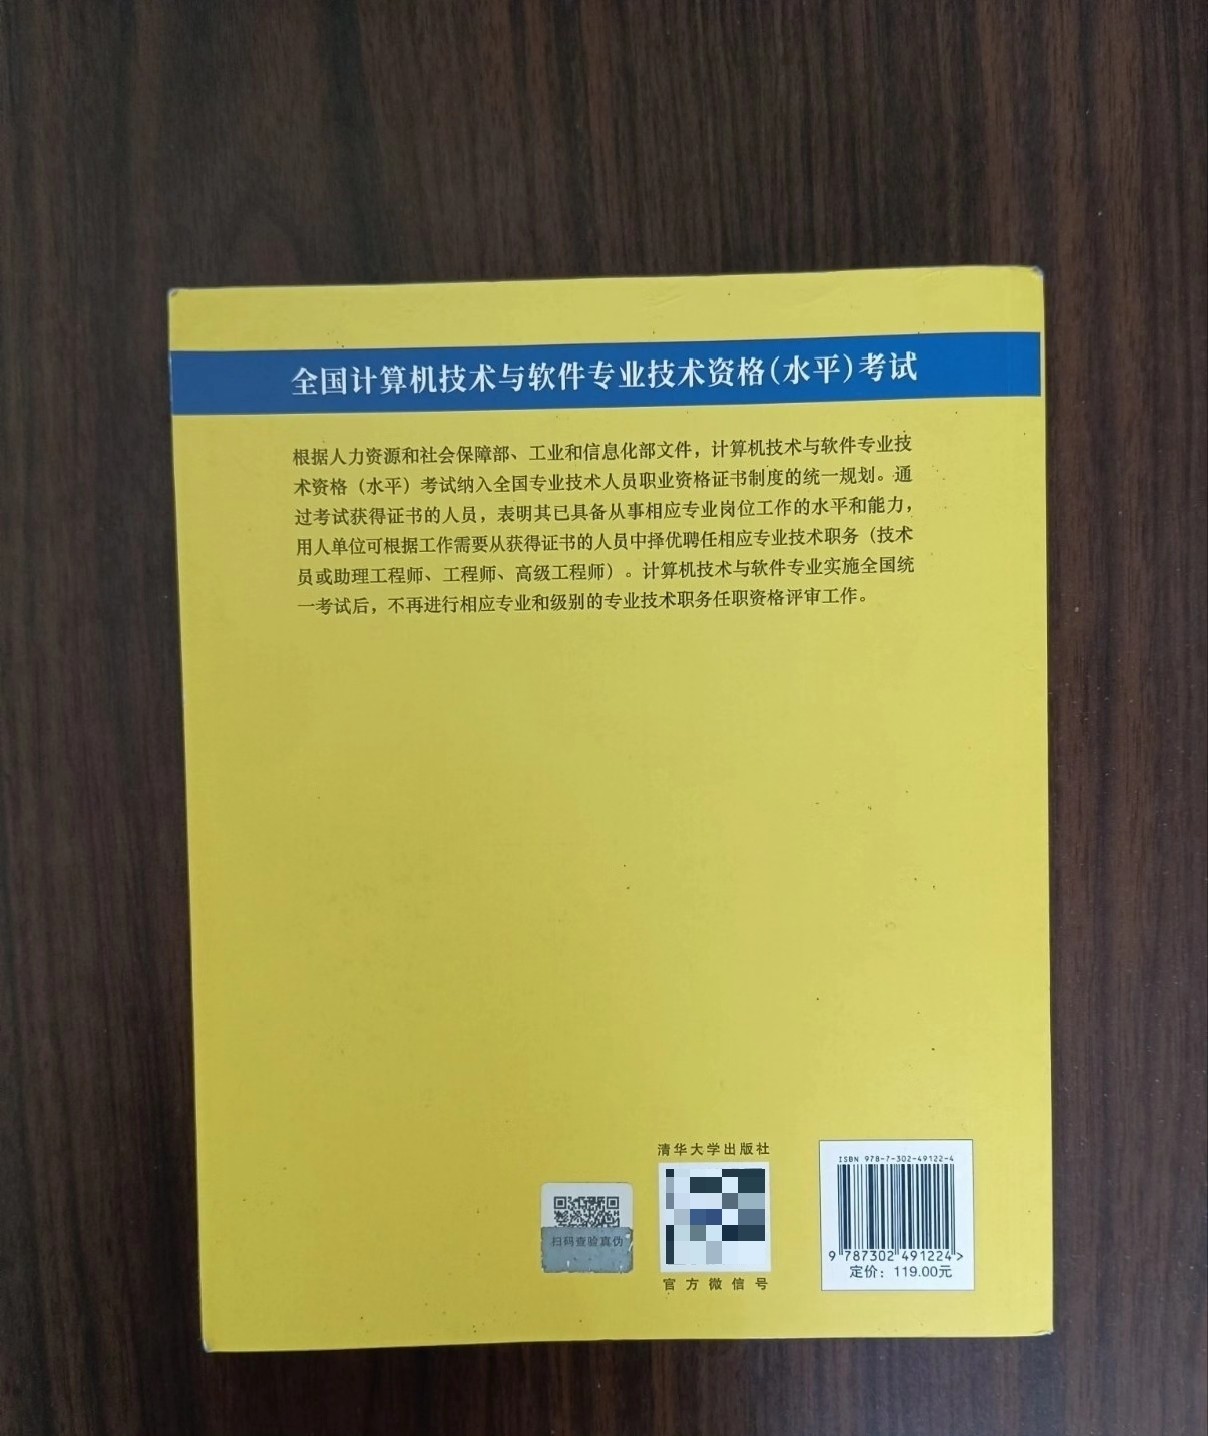 全国计算机技术与软件专业技术资格(水平)考试
根据人力资源和社会保障部、工业和信息化部文件，计算机技术与软件专业技
术资格（水平）考试纳入全国专业技术人员职业资格证书制度的统一规划。通
过考试获得证书的人员，表明其已具备从事相应专业岗位工作的水平和能力，
用人单位可根据工作需要从获得证书的人员中择优聘任相应专业技术职务（技术
员或助理工程师、工程师、高级工程师）。计算机技术与软件专业实施全国统
一考试后，不再进行相应专业和级别的专业技术职务任职资格评审工作。
扫码查验真伪
清华大学出版社
官方微信号
ISBN 978-7-302-49122-4
9 787302 491224>
定价：119.00元